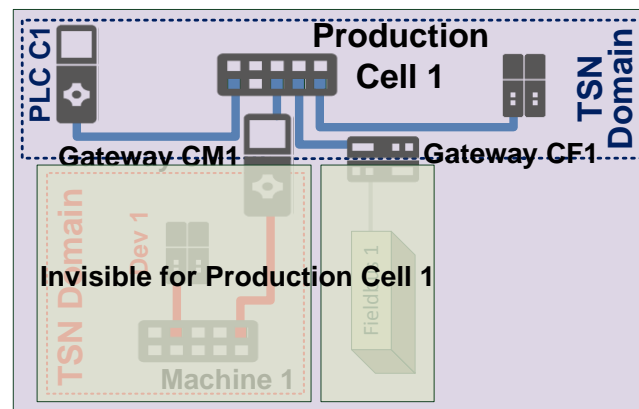 PLC C1
Production
Cell 1
TSN
Domain
Gateway CM1
Gateway CF1
TSN Domain
Dev 1
Invisible for Production Cell 1
Fieldbus 1
Machine 1